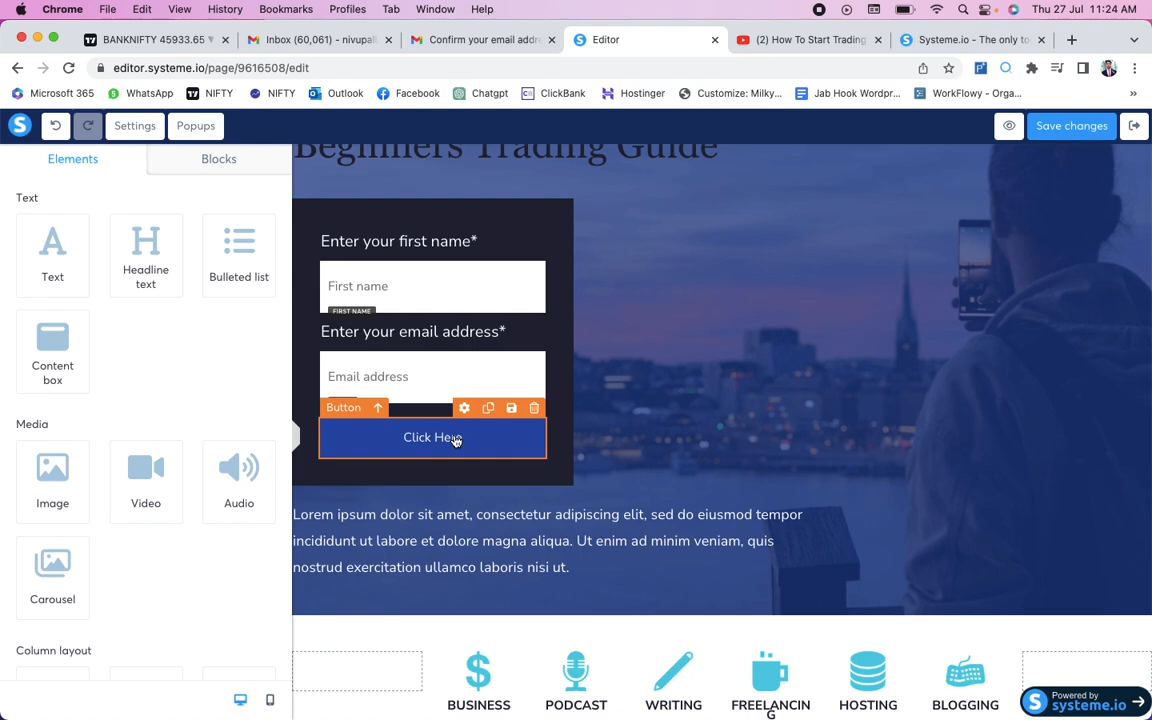 Chrome File Edit View History Bookmarks Profiles Tab Window Help Thu 27 Jul 11:24 AM
BANKNIFTY 45933.65 Inbox (60,061) - nivupali Confirm your email addre Editor (2) How To Start Trading Systeme.io - The only to
editor.systeme.io/page/9616508/edit
Microsoft 365 WhatsApp NIFTY NIFTY Outlook Facebook Chatgpt ClickBank Hostinger Customize: Milky... Jab Hook Wordpr... WorkFlowy - Orga... »
Settings Popups Save changes
Beginners Trading Guide
Elements Blocks
Text
Text Headline text Bulleted list
Content box
Media
Image Video Audio
Carousel
Column layout
Enter your first name*
First name
FIRST NAME
Enter your email address*
Email address
Button
Click Here
Lorem ipsum dolor sit amet, consectetur adipiscing elit, sed do eiusmod tempor
incididunt ut labore et dolore magna aliqua. Ut enim ad minim veniam, quis
nostrud exercitation ullamco laboris nisi ut.
BUSINESS PODCAST WRITING FREELANCIN HOSTING BLOGGING
G
Powered by
systeme.io